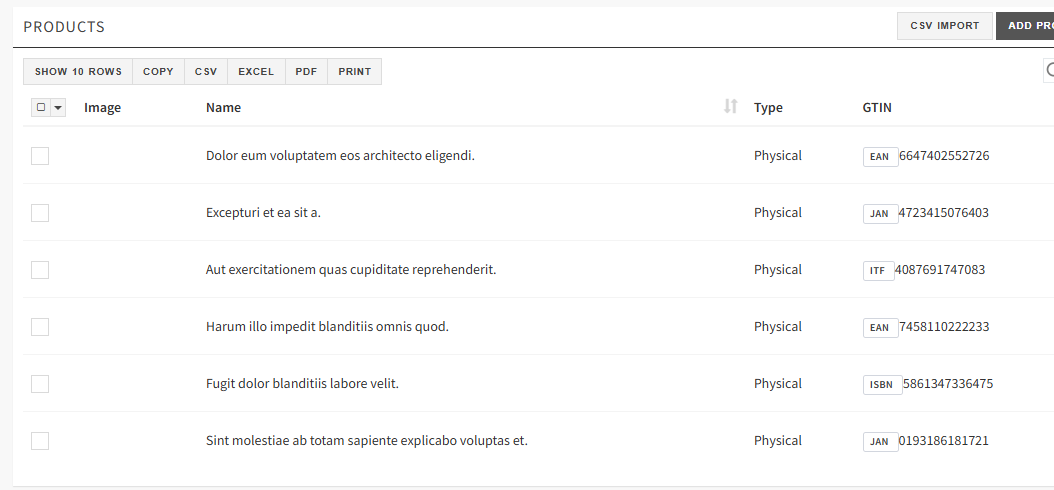 PRODUCTS CSV IMPORT ADD PRO
SHOW 10 ROWS COPY CSV EXCEL PDF PRINT
Image Name Type GTIN
Dolor eum voluptatem eos architecto eligendi. Physical EAN 6647402552726
Excepturi et ea sit a. Physical JAN 4723415076403
Aut exercitationem quas cupiditate reprehenderit. Physical ITF 4087691747083
Harum illo impedit blanditiis omnis quod. Physical EAN 7458110222233
Fugit dolor blanditiis labore velit. Physical ISBN 5861347336475
Sint molestiae ab totam sapiente explicabo voluptas et. Physical JAN 0193186181721